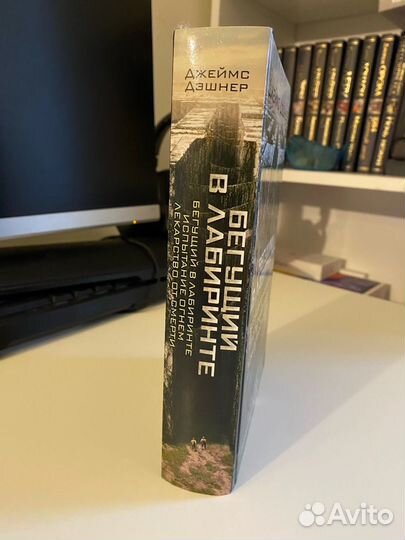 ДЖЕЙМС
ДЭШНЕР
БЕГУЩИЙ
В ЛАБИРИНТЕ
БЕГУЩИЙ В ЛАБИРИНТЕ
ИСПЫТАНИЕ ОГНЕМ
ЛЕКАРСТВО ОТ СМЕРТИ
Avito